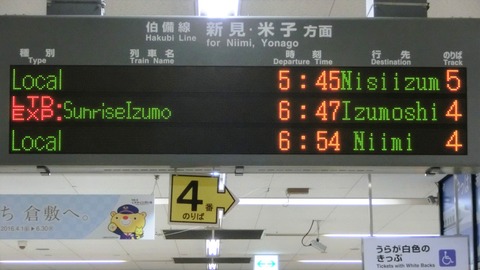 伯備線 新見・米子 方面
Hakubi Line for Niimi, Yonago
種別 列車名 時刻 行先 のりば
Type Train Name Departure Time Destination Track
Local 5:45 Nisiizum 5
LTD. EXP: SunriseIzumo 6:47 Izumoshi 4
Local 6:54 Niimi 4
4番
のりば
ち 倉敷へ。
うらが白色の
きっぷ
Tickets with White Backs